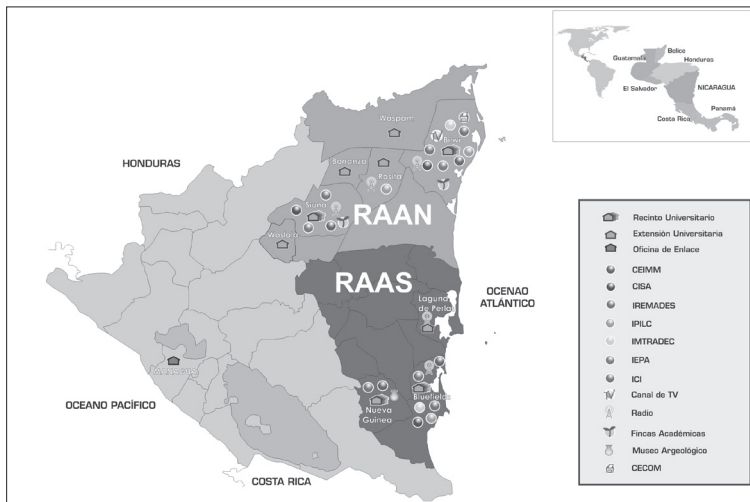 Belice
Guatemala
Honduras
NICARAGUA
El Salvador
Costa Rica
Panamá
HONDURAS
Waspam
Bilwi
Bonanza
Rosita
Siuna
RAAN
Waslala
RAAS
Laguna
de Perlas
OCENAO
ATLÁNTICO
MANAGUA
OCEANO PACÍFICO
Nueva
Guinea
Bluefields
COSTA RICA
Recinto Universitario
Extensión Universitaria
Oficina de Enlace
CEIMM
CISA
IREMADES
IPILC
IMTRADEC
IEPA
ICI
Canal de TV
Radio
Fincas Académicas
Museo Argeológico
CECOM